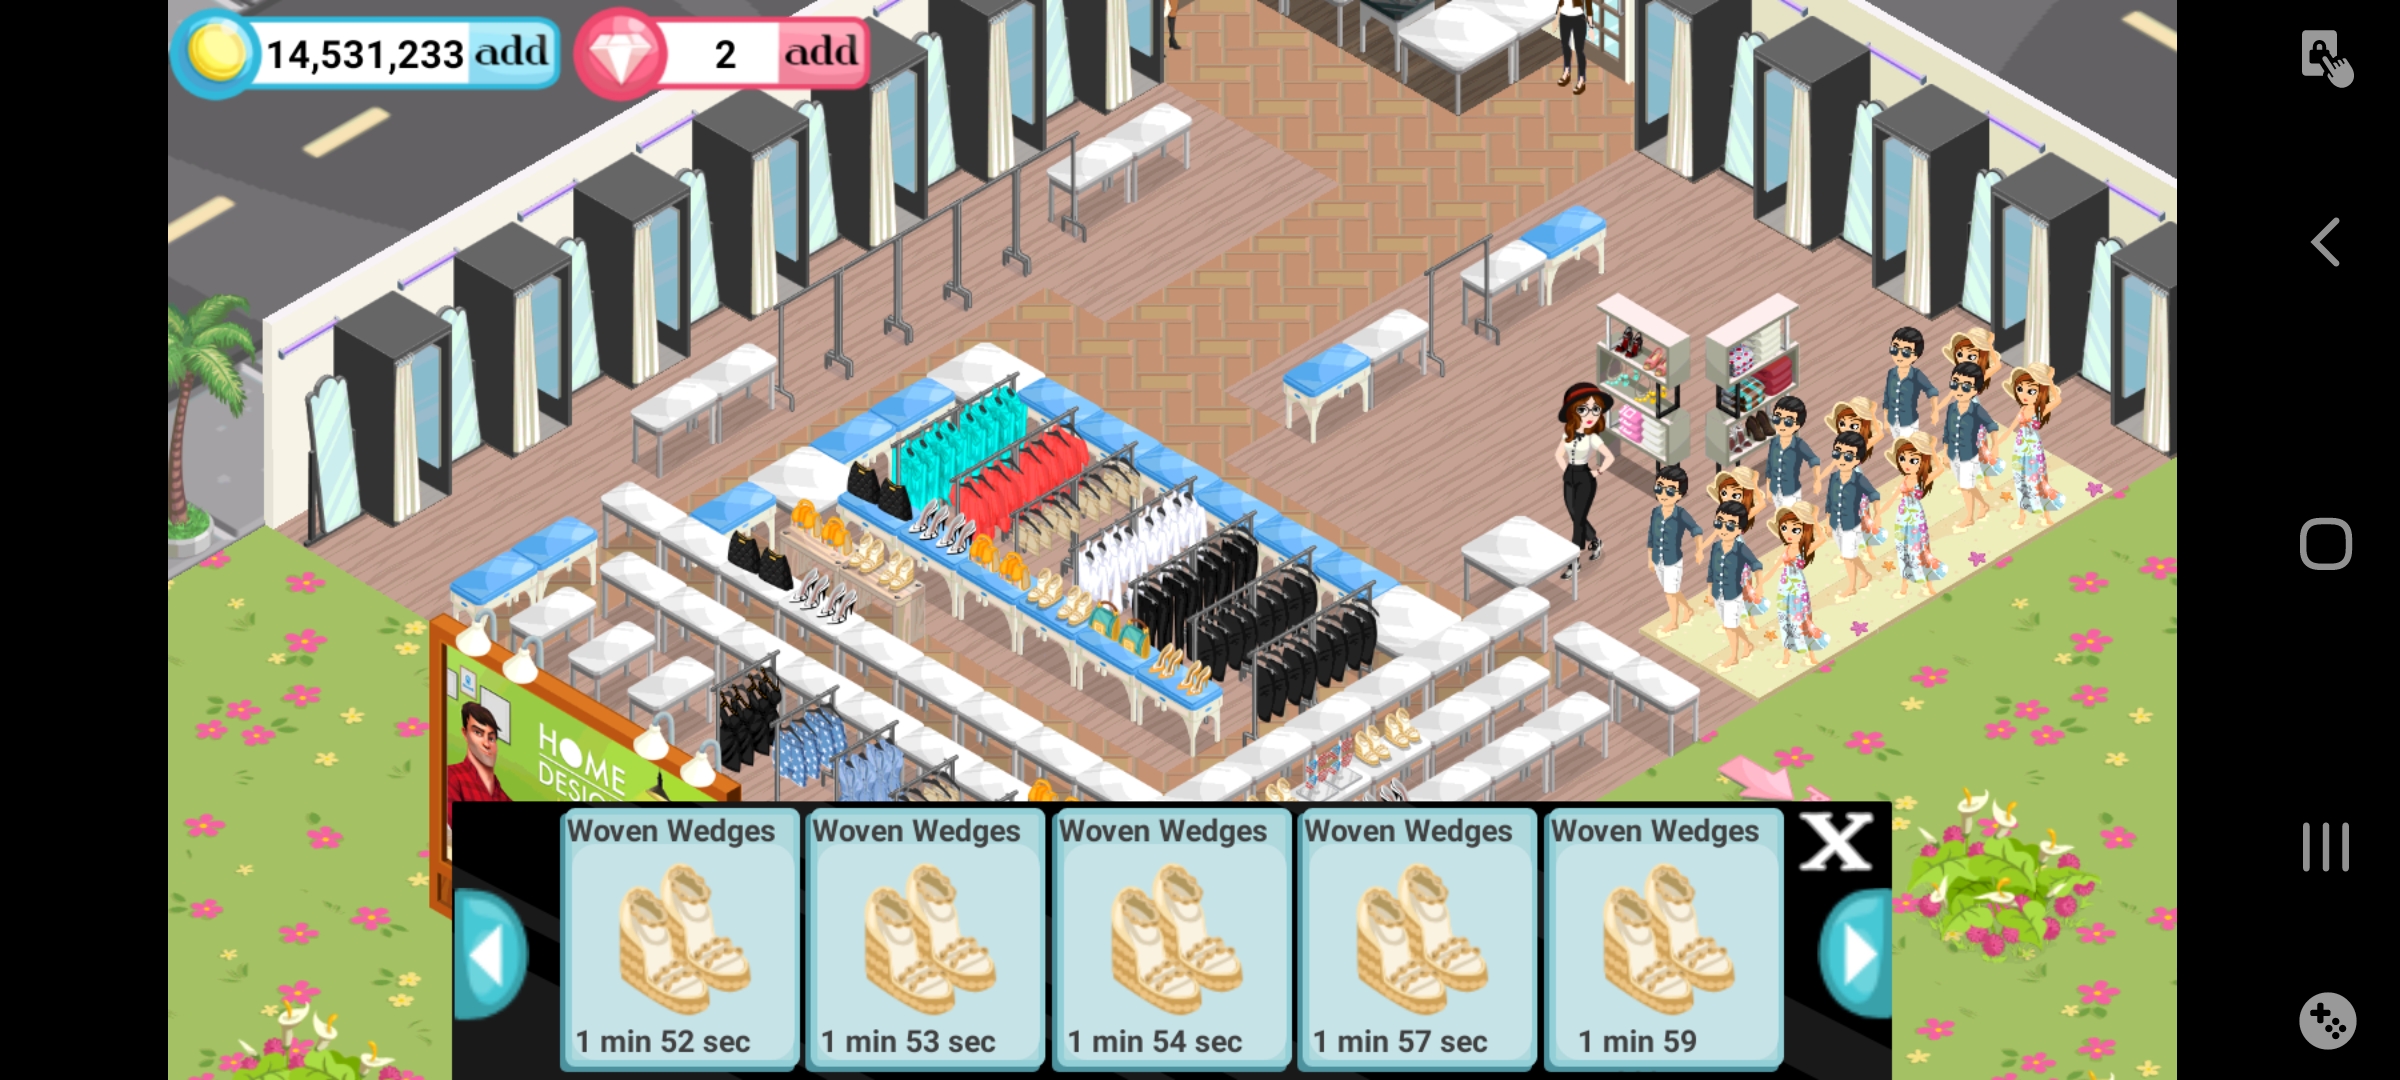 14,531,233 add
2 add
HOME
DESIG
Woven Wedges
1 min 52 sec
Woven Wedges
1 min 53 sec
Woven Wedges
1 min 54 sec
Woven Wedges
1 min 57 sec
Woven Wedges
1 min 59
X